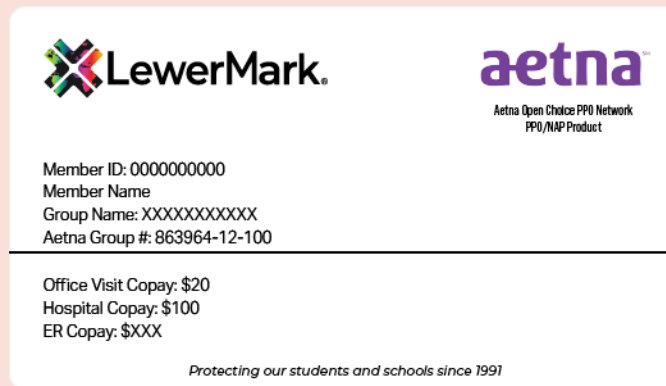 LewerMark®
aetna℠
Aetna Open Choice PPO Network
PPO/NAP Product
Member ID: 0000000000
Member Name
Group Name: XXXXXXXXXXX
Aetna Group #: 863964-12-100
Office Visit Copay: $20
Hospital Copay: $100
ER Copay: $XXX
Protecting our students and schools since 1991